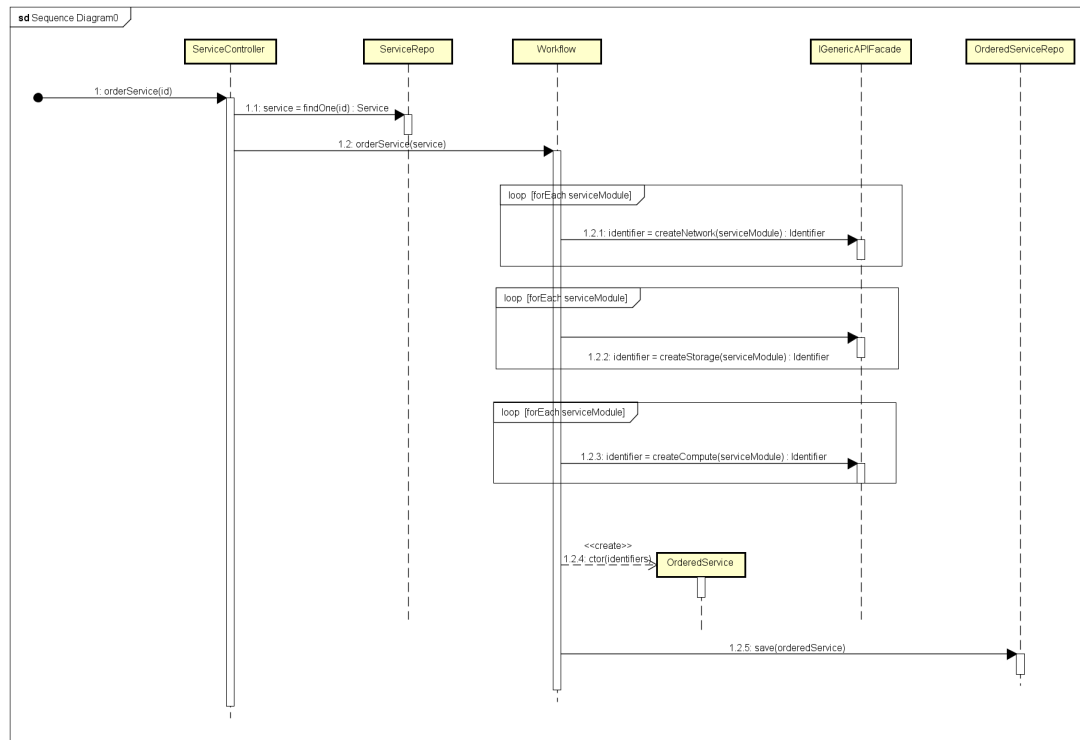 sd Sequence Diagram0
ServiceController
ServiceRepo
Workflow
IGenericAPIFacade
OrderedServiceRepo
1: orderService(id)
1.1: service = findOne(id) : Service
1.2: orderService(service)
loop [forEach serviceModule]
1.2.1: identifier = createNetwork(serviceModule) : Identifier
loop [forEach serviceModule]
1.2.2: identifier = createStorage(serviceModule) : Identifier
loop [forEach serviceModule]
1.2.3: identifier = createCompute(serviceModule) : Identifier
<<create>>
1.2.4: ctor(identifiers)
OrderedService
1.2.5: save(orderedService)